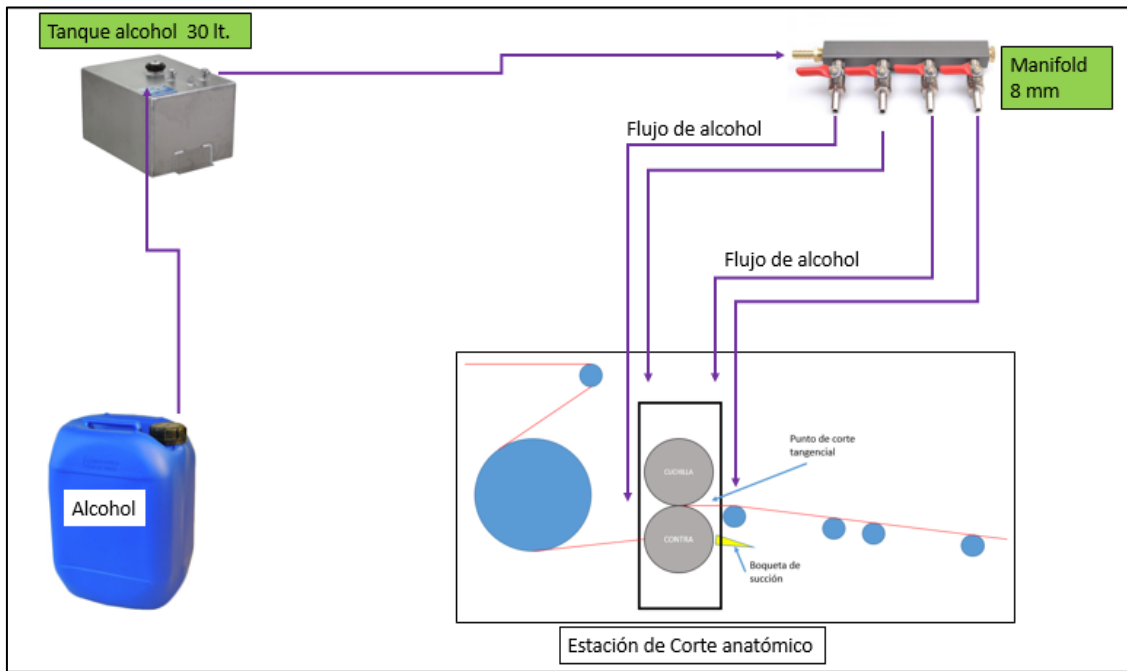 Tanque alcohol 30 lt.
Manifold
8 mm
Flujo de alcohol
Flujo de alcohol
Alcohol
CUCHILLA
CONTRA
Punto de corte
tangencial
Boqueta de
succión
Estación de Corte anatómico